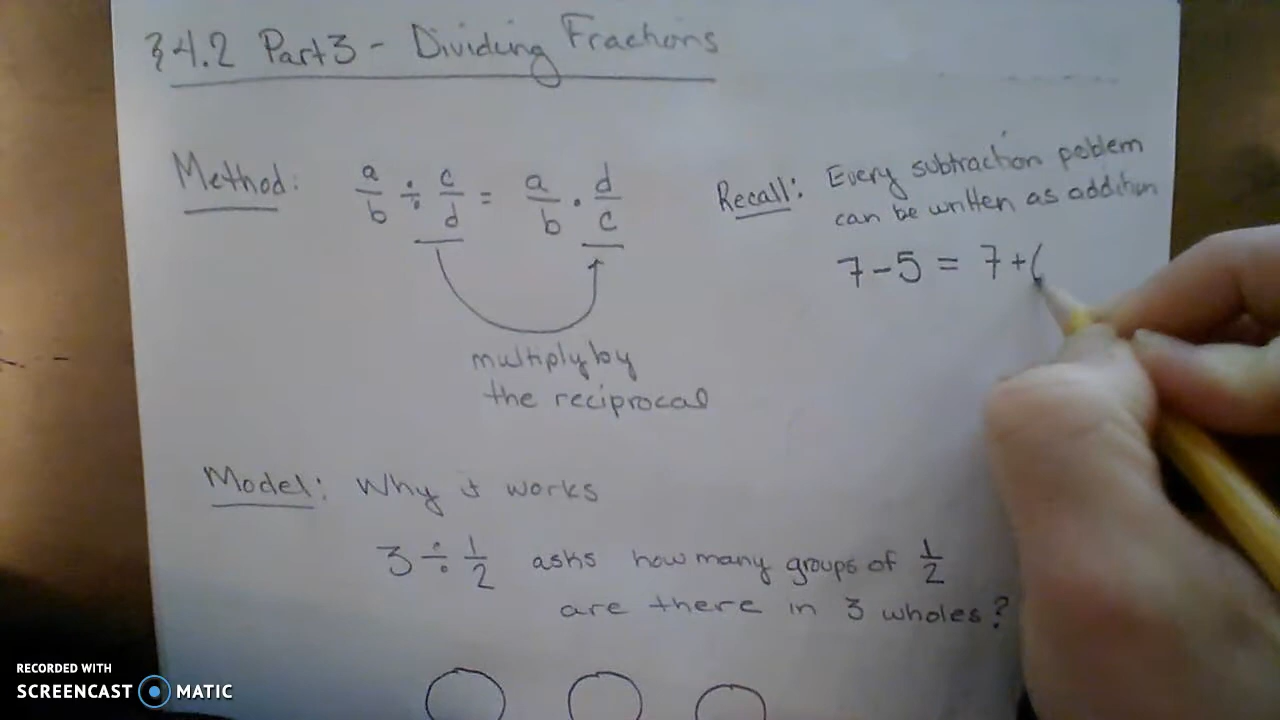 §4.2 Part 3 - Dividing Fractions
Method: a/b ÷ c/d = a/b · d/c
multiply by
the reciprocal
Recall: Every subtraction poblem
can be written as addition
7 - 5 = 7 + (
Model: Why it works
3 ÷ 1/2 asks how many groups of 1/2
are there in 3 wholes?
RECORDED WITH
SCREENCAST MATIC